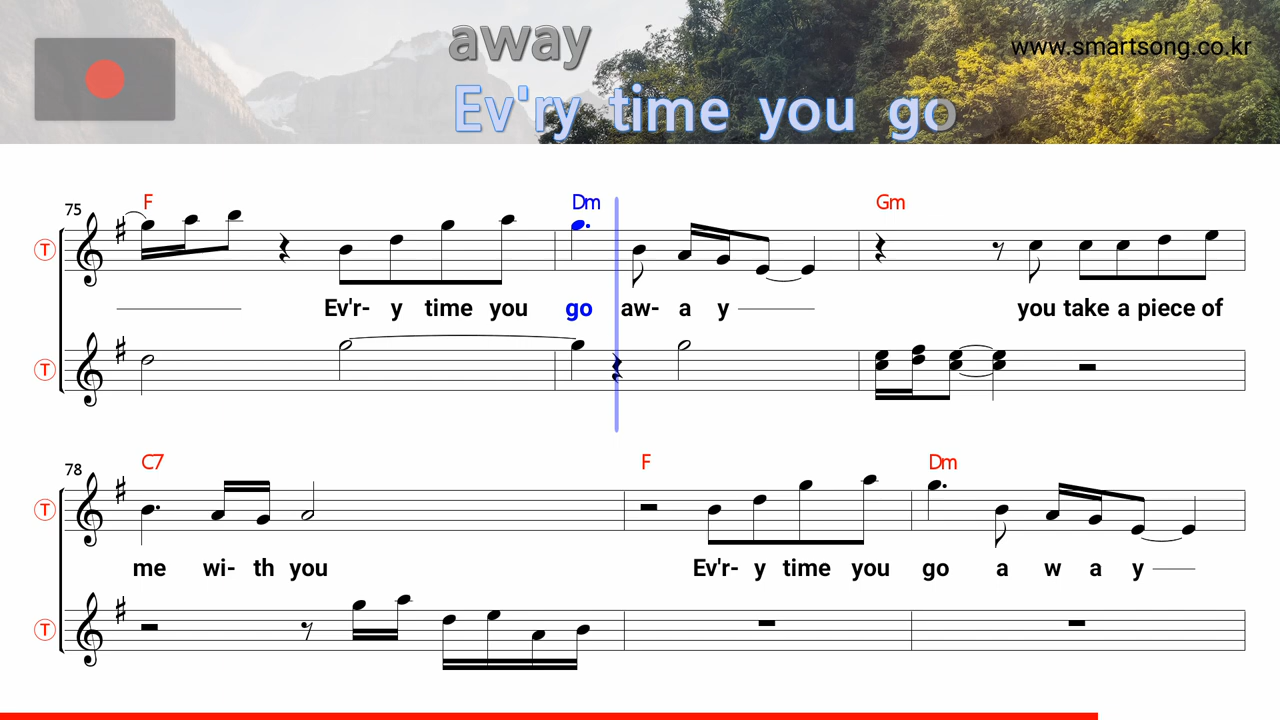 away
www.smartsong.co.kr
Ev'ry time you go
75
F Dm Gm
T
Ev'r- y time you go aw- a y you take a piece of
T
78
C7 F Dm
T
me wi- th you Ev'r- y time you go a w a y
T